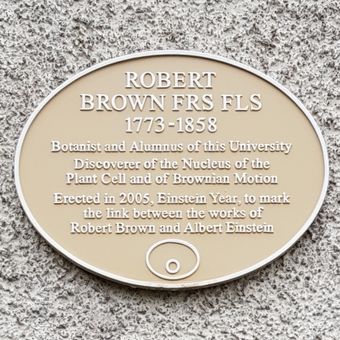 ROBERT
BROWN FRS FLS
1773-1858
Botanist and Alumnus of this University
Discoverer of the Nucleus of the
Plant Cell and of Brownian Motion
Erected in 2005, Einstein Year, to mark
the link between the works of
Robert Brown and Albert Einstein